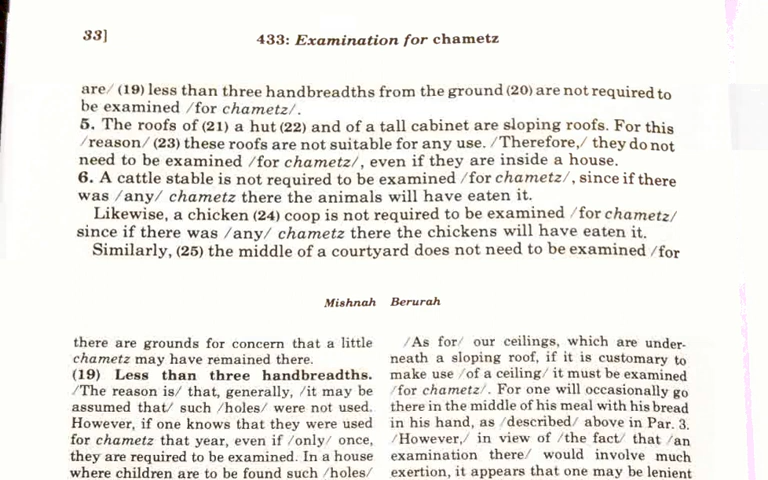 33]
433: Examination for chametz
are/ (19) less than three handbreadths from the ground (20) are not required to
be examined /for chametz/.
5. The roofs of (21) a hut (22) and of a tall cabinet are sloping roofs. For this
/reason/ (23) these roofs are not suitable for any use. /Therefore,/ they do not
need to be examined /for chametz/, even if they are inside a house.
6. A cattle stable is not required to be examined /for chametz/, since if there
was /any/ chametz there the animals will have eaten it.
Likewise, a chicken (24) coop is not required to be examined /for chametz/
since if there was /any/ chametz there the chickens will have eaten it.
Similarly, (25) the middle of a courtyard does not need to be examined /for
Mishnah Berurah
there are grounds for concern that a little
chametz may have remained there.
(19) Less than three handbreadths.
/The reason is/ that, generally, /it may be
assumed that/ such /holes/ were not used.
However, if one knows that they were used
for chametz that year, even if /only/ once,
they are required to be examined. In a house
where children are to be found such /holes/
/As for/ our ceilings, which are under-
neath a sloping roof, if it is customary to
make use /of a ceiling/ it must be examined
/for chametz/. For one will occasionally go
there in the middle of his meal with his bread
in his hand, as /described/ above in Par. 3.
/However,/ in view of /the fact/ that /an
examination there/ would involve much
exertion, it appears that one may be lenient